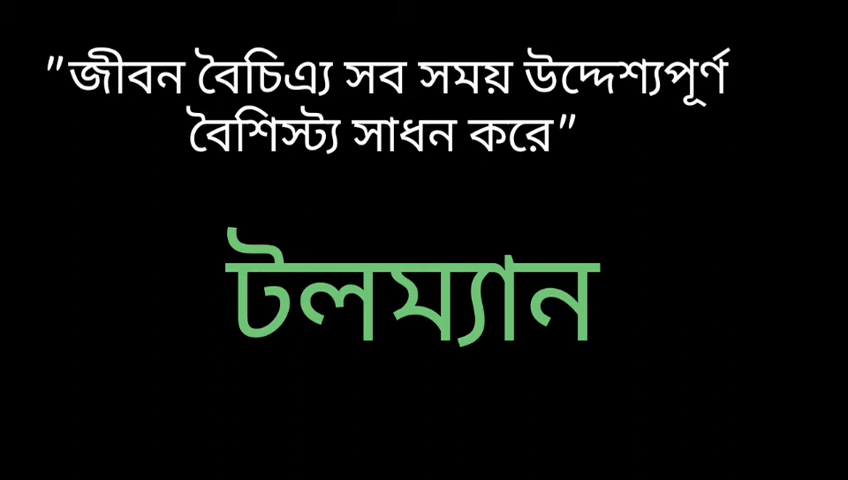 "জীবন বৈচিএ্য সব সময় উদ্দেশ্যপূর্ণ
বৈশিস্ট্য সাধন করে"
টলম্যান